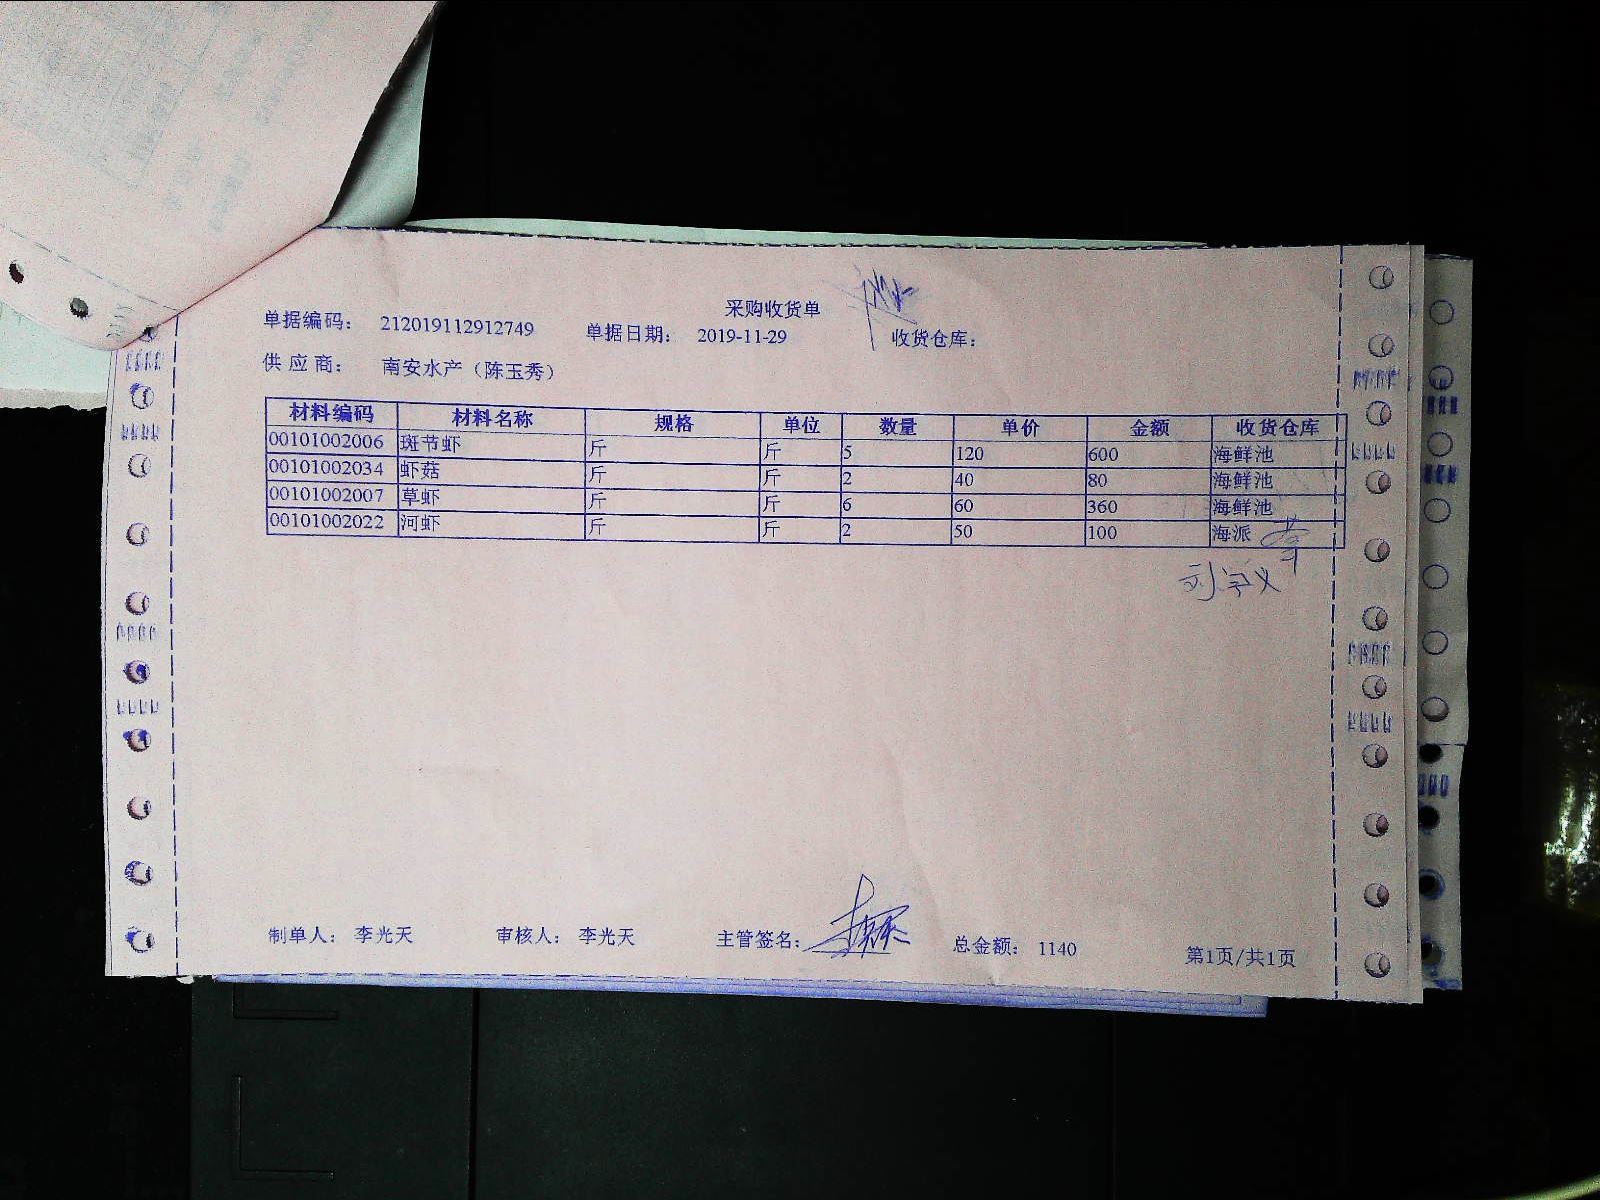 采购收货单
单据编码： 212019112912749 单据日期： 2019-11-29 收货仓库：
供应商： 南安水产（陈玉秀）
材料编码 材料名称 规格 单位 数量 单价 金额 收货仓库
00101002006 斑节虾 斤 斤 5 120 600 海鲜池
00101002034 虾菇 斤 斤 2 40 80 海鲜池
00101002007 草虾 斤 斤 6 60 360 海鲜池
00101002022 河虾 斤 斤 2 50 100 海派
制单人： 李光天 审核人： 李光天 主管签名： 总金额： 1140 第1页/共1页